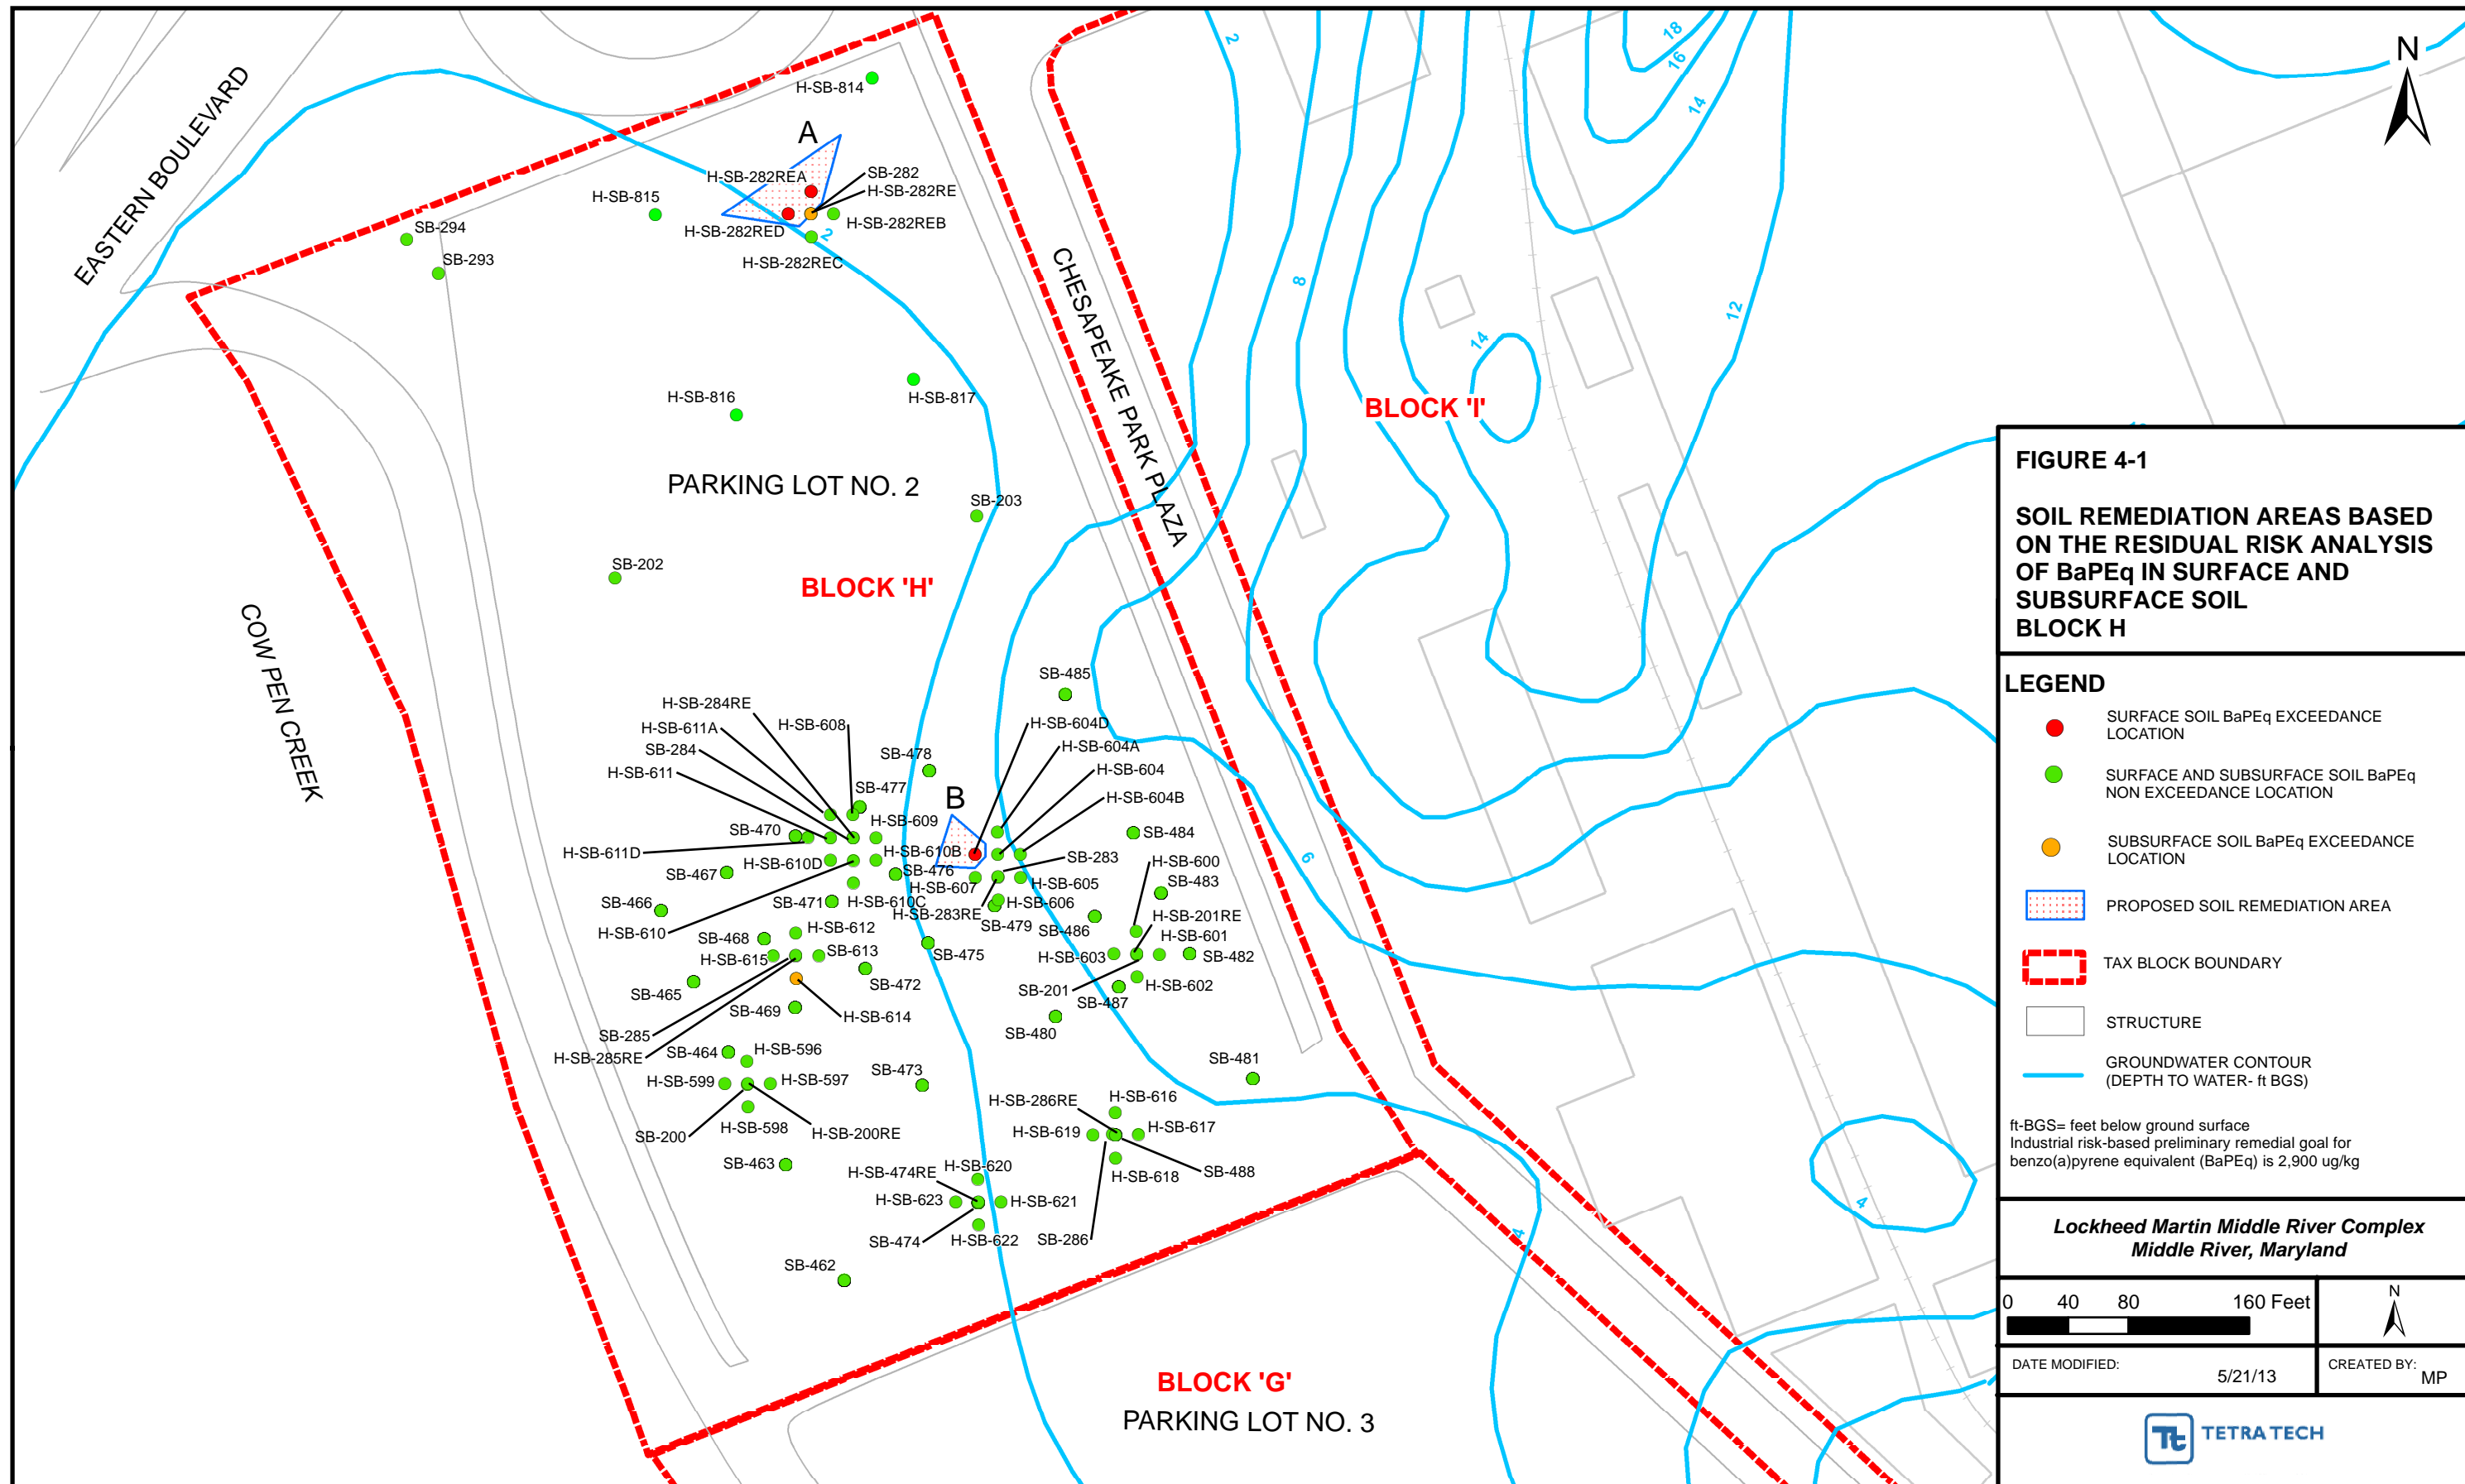 H-SB-814
A
H-SB-282REA
SB-282
H-SB-282RE
H-SB-815
H-SB-282REB
H-SB-282RED
H-SB-282REC
2
2
SB-294
SB-293
EASTERN BOULEVARD
H-SB-816
H-SB-817
CHESAPEAKE PARK PLAZA
PARKING LOT NO. 2
SB-203
SB-202
BLOCK 'H'
COW PEN CREEK
BLOCK 'I'
8
18
16
14
12
14
N
SB-485
H-SB-284RE
H-SB-611A
H-SB-608
SB-284
H-SB-611
SB-478
SB-477
H-SB-604D
H-SB-604A
H-SB-604
H-SB-604B
B
SB-470
H-SB-609
SB-484
H-SB-611D
H-SB-610D
H-SB-610B
SB-283
H-SB-600
SB-467
SB-476
H-SB-607
H-SB-605
SB-483
SB-466
SB-471
H-SB-610C
H-SB-283RE
H-SB-606
H-SB-201RE
SB-479
SB-486
H-SB-610
H-SB-612
SB-468
H-SB-601
H-SB-615
SB-613
SB-475
H-SB-603
SB-482
SB-465
SB-472
SB-201
H-SB-602
SB-487
SB-469
H-SB-614
SB-480
SB-285
H-SB-285RE
SB-464
H-SB-596
SB-481
H-SB-599
H-SB-597
SB-473
H-SB-286RE
H-SB-616
SB-200
H-SB-598
H-SB-200RE
H-SB-619
H-SB-617
SB-463
H-SB-474RE
H-SB-620
H-SB-618
SB-488
H-SB-623
H-SB-621
SB-474
H-SB-622
SB-286
SB-462
6
4
4
BLOCK 'G'
PARKING LOT NO. 3
FIGURE 4-1
SOIL REMEDIATION AREAS BASED
ON THE RESIDUAL RISK ANALYSIS
OF BaPEq IN SURFACE AND
SUBSURFACE SOIL
BLOCK H
LEGEND
SURFACE SOIL BaPEq EXCEEDANCE
LOCATION
SURFACE AND SUBSURFACE SOIL BaPEq
NON EXCEEDANCE LOCATION
SUBSURFACE SOIL BaPEq EXCEEDANCE
LOCATION
PROPOSED SOIL REMEDIATION AREA
TAX BLOCK BOUNDARY
STRUCTURE
GROUNDWATER CONTOUR
(DEPTH TO WATER- ft BGS)
ft-BGS= feet below ground surface
Industrial risk-based preliminary remedial goal for
benzo(a)pyrene equivalent (BaPEq) is 2,900 ug/kg
Lockheed Martin Middle River Complex
Middle River, Maryland
0 40 80 160 Feet
N
DATE MODIFIED: 5/21/13
CREATED BY: MP
Tt TETRA TECH